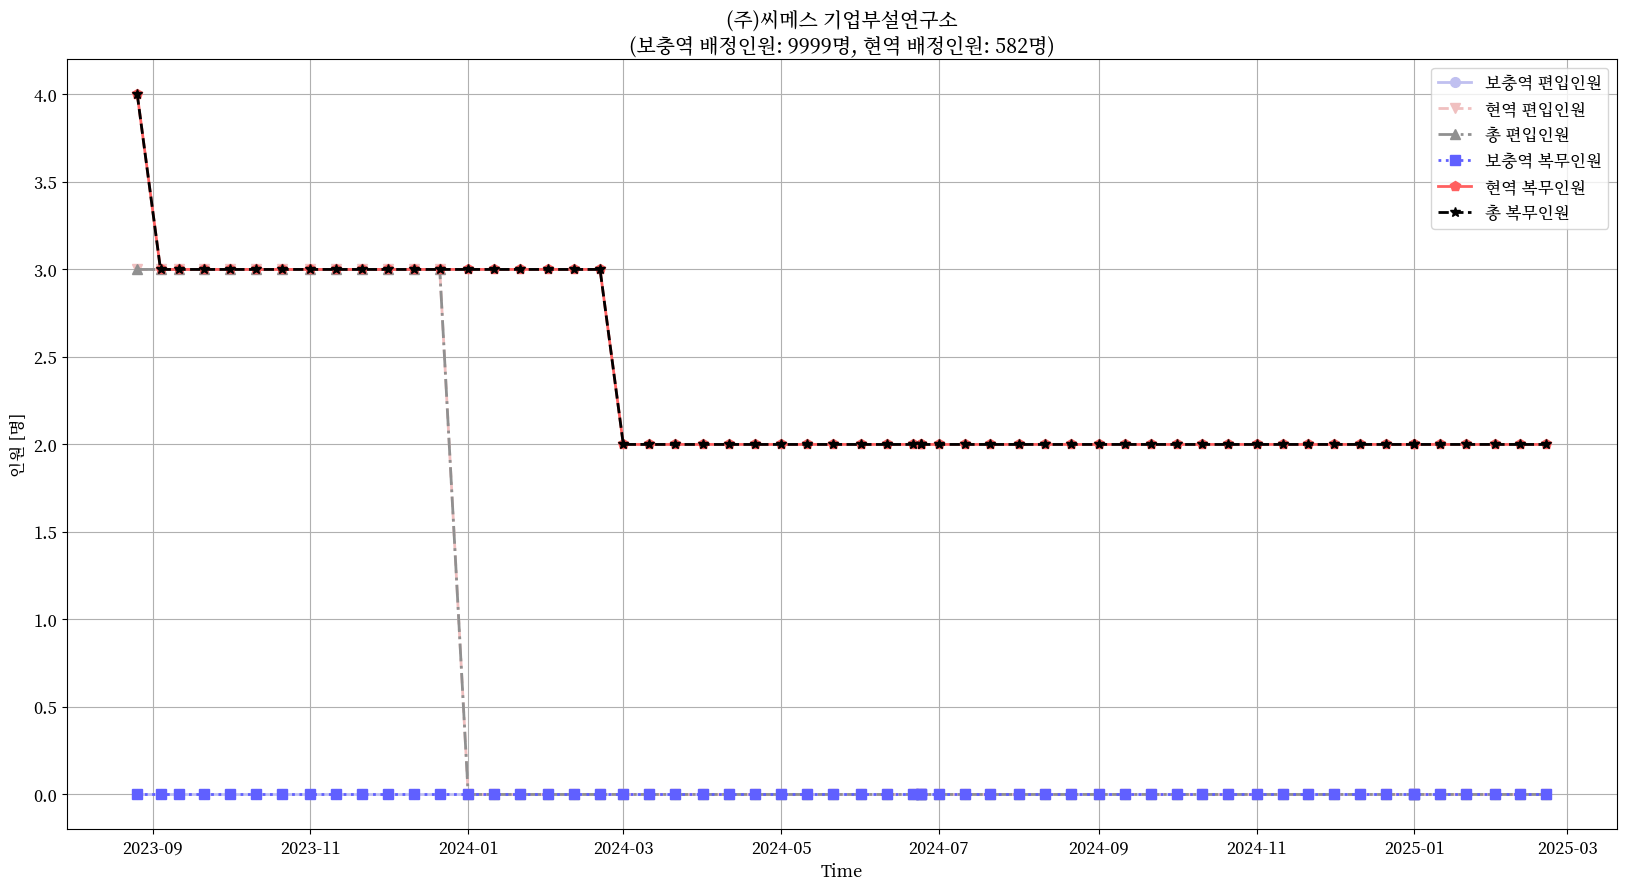 (주)씨메스 기업부설연구소
(보충역 배정인원: 9999명, 현역 배정인원: 582명)
보충역 편입인원
현역 편입인원
총 편입인원
보충역 복무인원
현역 복무인원
총 복무인원
인원 [명]
4.0
3.5
3.0
2.5
2.0
1.5
1.0
0.5
0.0
2023-09 2023-11 2024-01 2024-03 2024-05 2024-07 2024-09 2024-11 2025-01 2025-03
Time